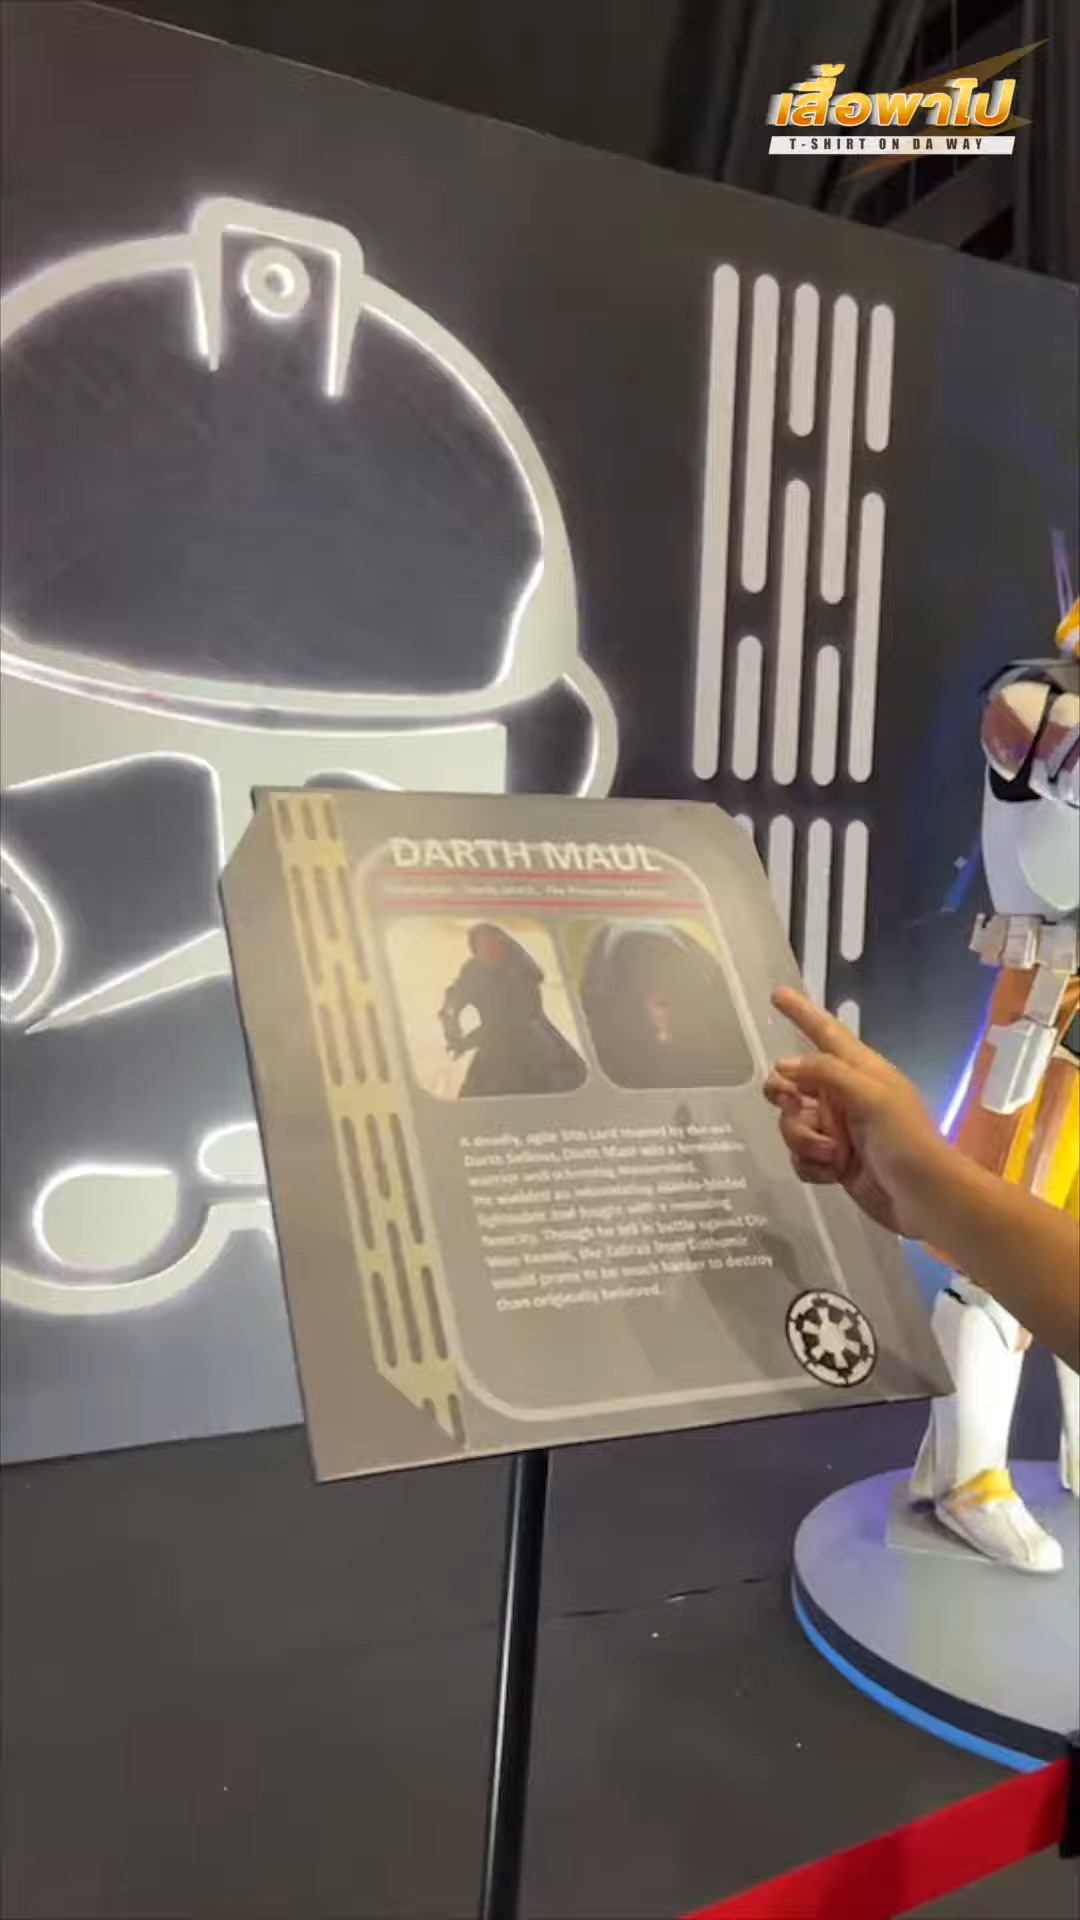 เสื้อพาไป
T-SHIRT ON DA WAY
DARTH MAUL
A deadly, agile Sith Lord trained by the evil
Darth Sidious, Darth Maul was a formidable
warrior and scheming Mastermind.
He wielded an intimidating double-bladed
lightsaber and fought with a menacing
ferocity. Though he fell in battle against Obi-
Wan Kenobi, the Zabrak from Dathomir
would prove to be much harder to destroy
than originally believed.